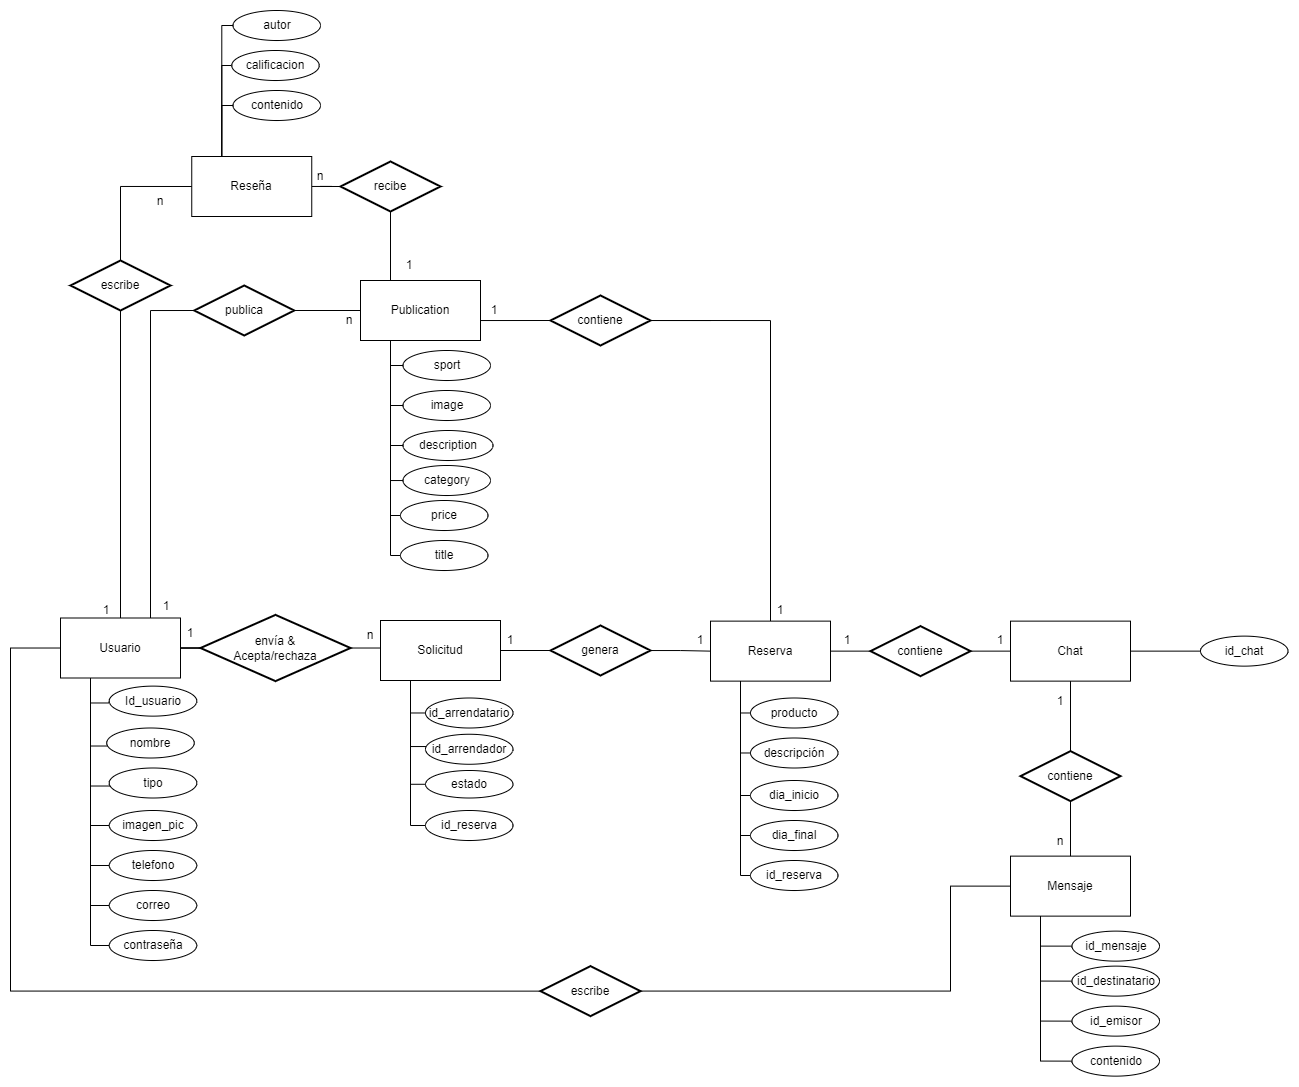 autor
calificacion
contenido
Reseña
n
recibe
n
1
escribe
publica
n
Publication
1
contiene
sport
image
description
category
price
title
1
1
1
Usuario
1
envía &
Acepta/rechaza
n
Solicitud
1
genera
1
Reserva
1
contiene
1
Chat
id_chat
Id_usuario
nombre
tipo
imagen_pic
telefono
correo
contraseña
id_arrendatario
id_arrendador
estado
id_reserva
producto
descripción
dia_inicio
dia_final
id_reserva
1
contiene
n
Mensaje
id_mensaje
id_destinatario
id_emisor
contenido
escribe